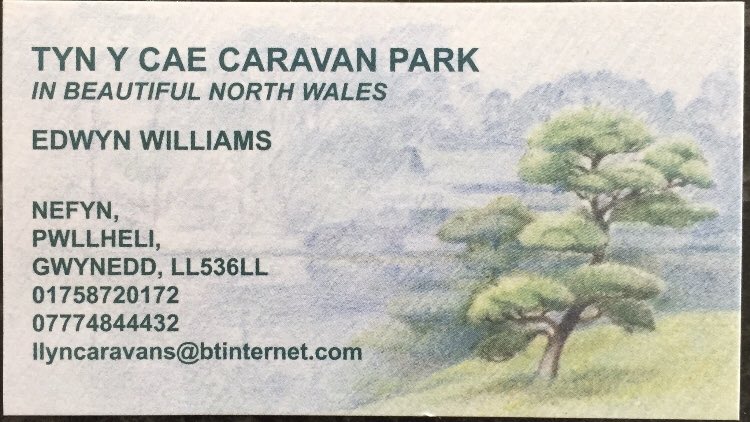 TYN Y CAE CARAVAN PARK
IN BEAUTIFUL NORTH WALES
EDWYN WILLIAMS
NEFYN,
PWLLHELI,
GWYNEDD, LL536LL
01758720172
07774844432
llyncaravans@btinternet.com